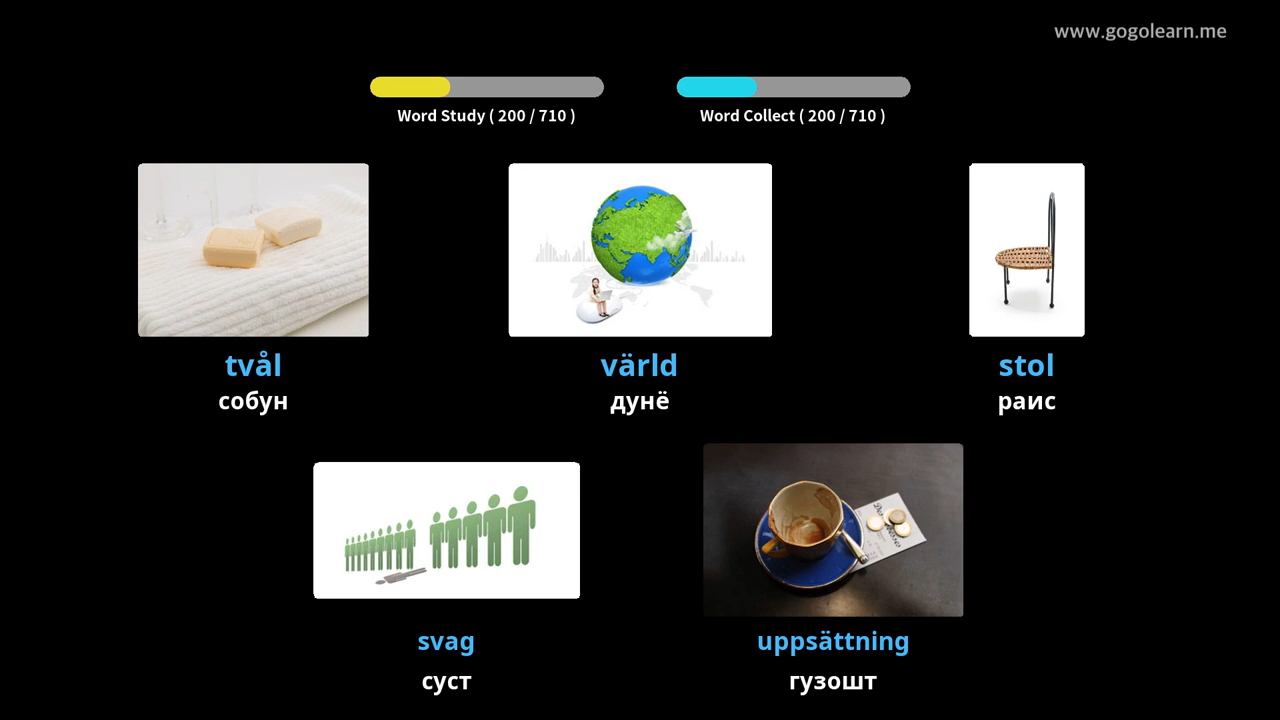 www.gogolearn.me
Word Study ( 200 / 710 )
Word Collect ( 200 / 710 )
tvål
собун
värld
дунё
stol
раис
svag
суст
uppsättning
гузошт